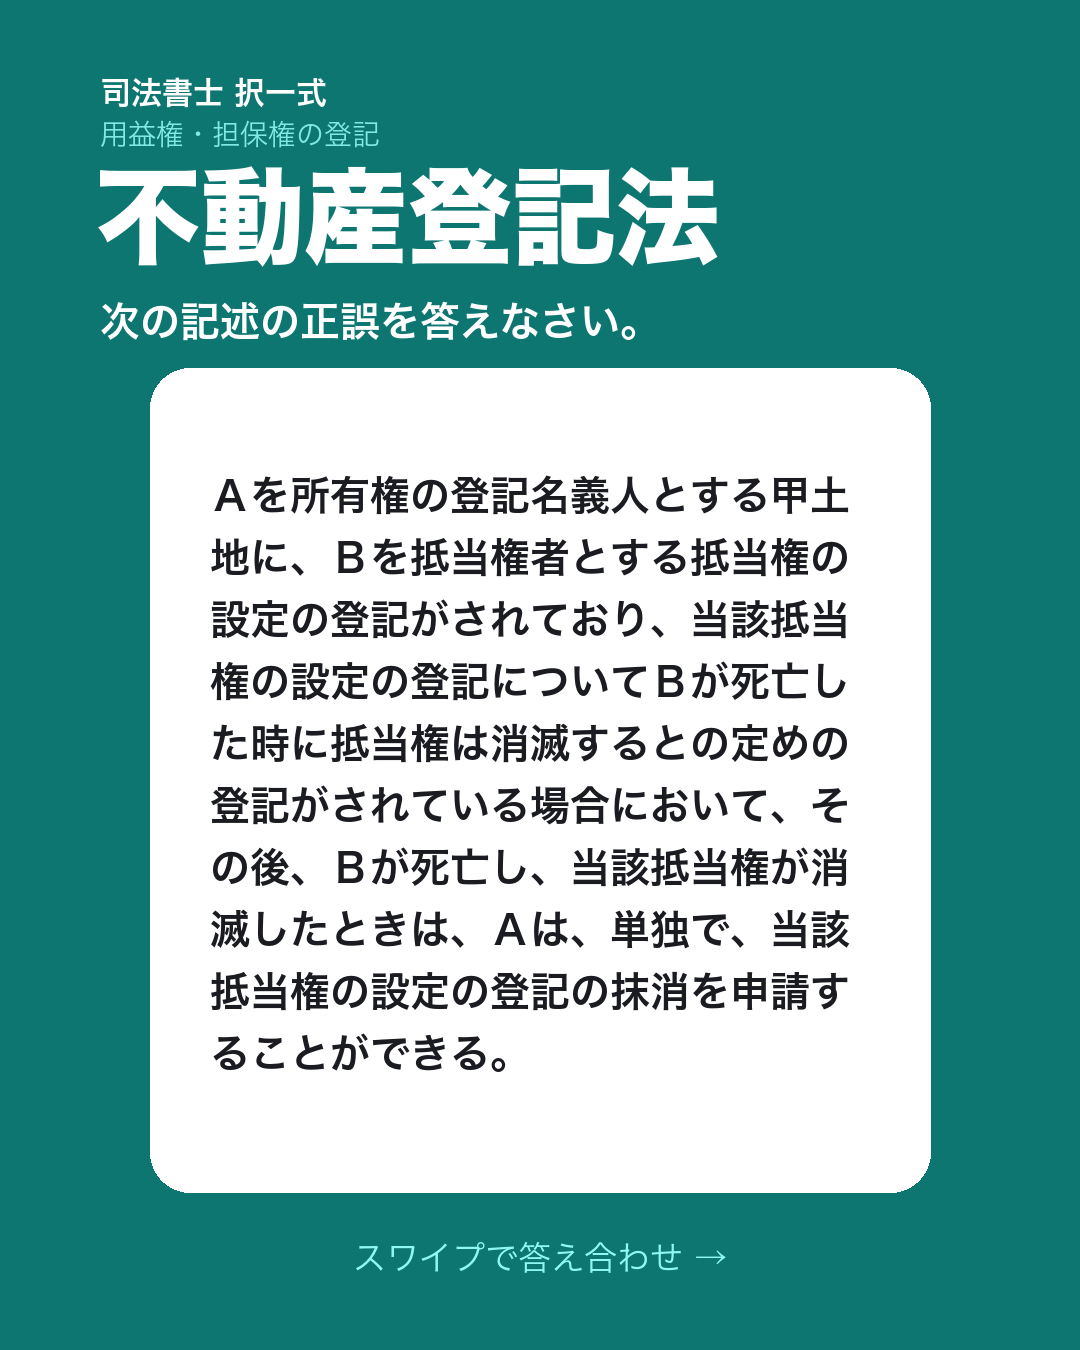 司法書士 択一式
用益権・担保権の登記
不動産登記法
次の記述の正誤を答えなさい。
Ａを所有権の登記名義人とする甲土
地に、Ｂを抵当権者とする抵当権の
設定の登記がされており、当該抵当
権の設定の登記についてＢが死亡し
た時に抵当権は消滅するとの定めの
登記がされている場合において、そ
の後、Ｂが死亡し、当該抵当権が消
滅したときは、Ａは、単独で、当該
抵当権の設定の登記の抹消を申請す
ることができる。
スワイプで答え合わせ →